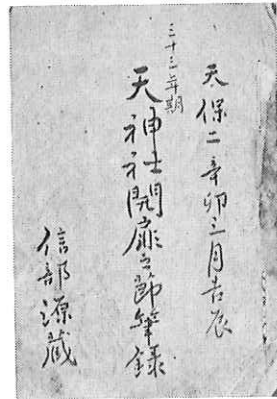 天保二辛卯三月吉辰
三十三年期
天神社開扉之節筆録
信部源蔵